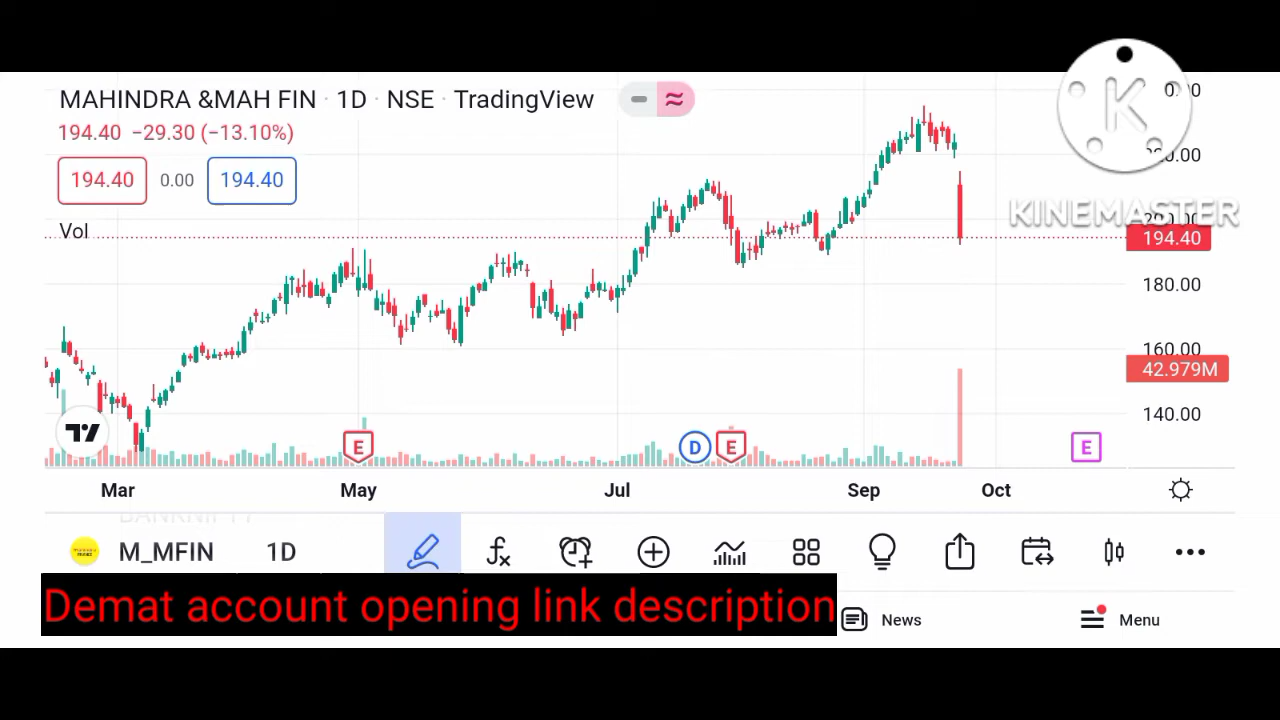 MAHINDRA &MAH FIN · 1D · NSE · TradingView
194.40 −29.30 (−13.10%)
194.40 0.00 194.40
Vol
KINEMASTER
194.40
180.00
160.00
42.979M
140.00
E D E E
Mar May Jul Sep Oct
BANKNIFTY
M_MFIN 1D
Demat account opening link description
News Menu